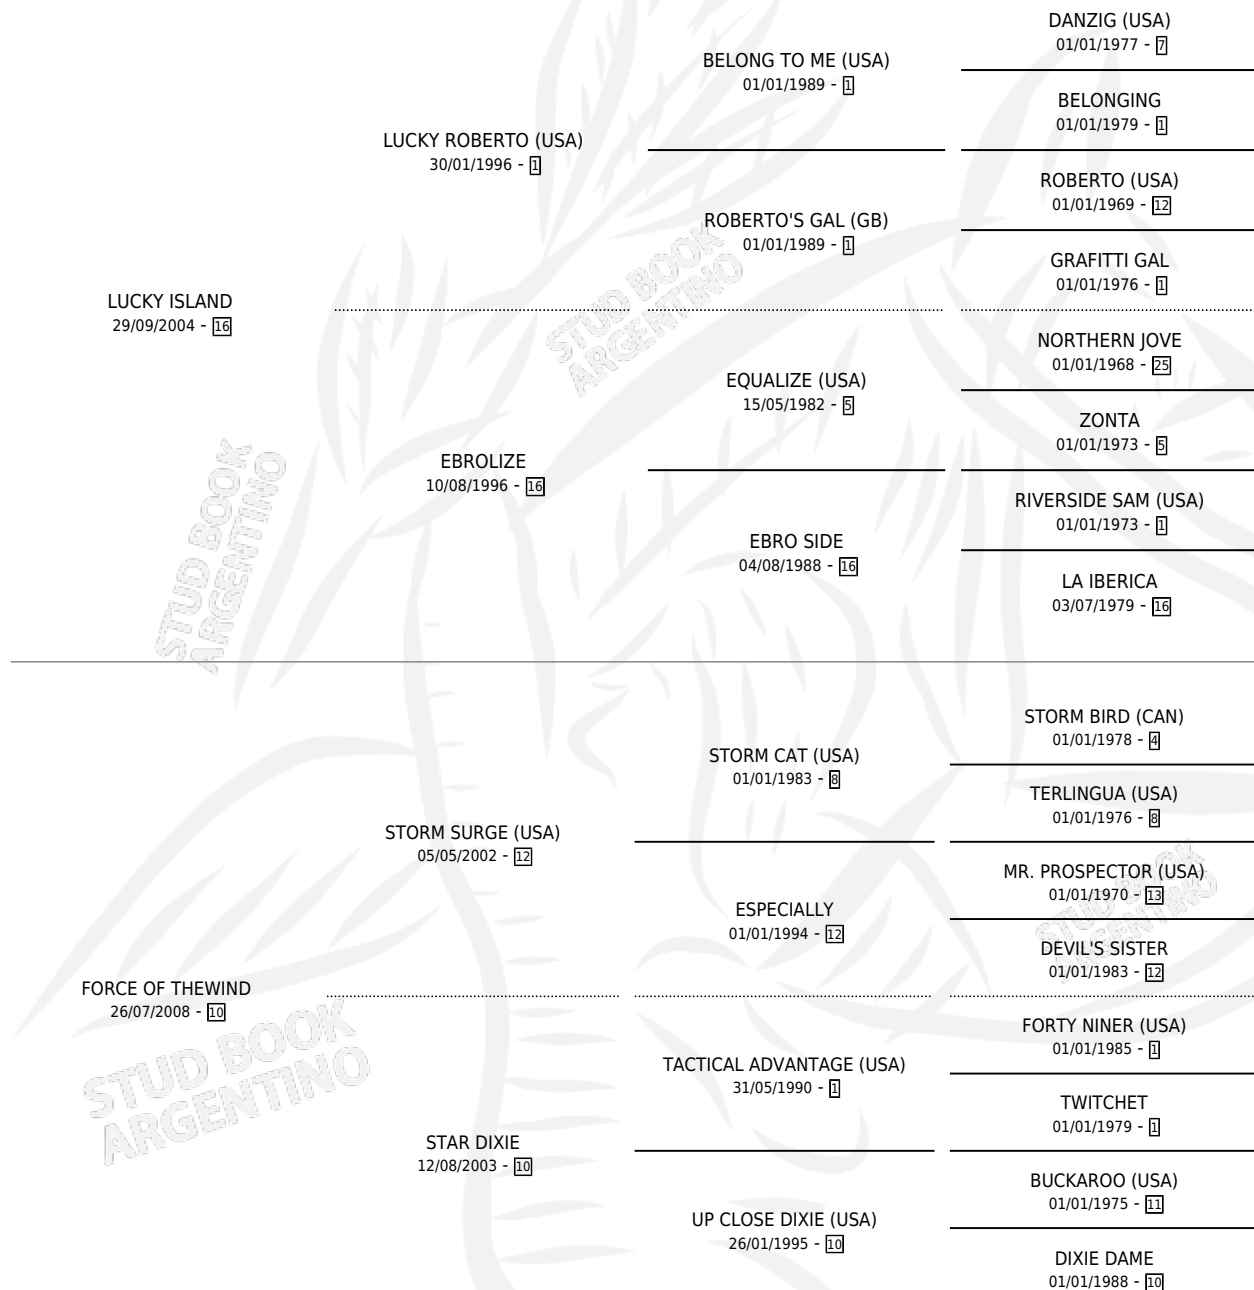 DANZIG (USA)
01/01/1977 - 7
BELONG TO ME (USA)
01/01/1989 - 1
BELONGING
01/01/1979 - 1
LUCKY ROBERTO (USA)
30/01/1996 - 1
ROBERTO (USA)
01/01/1969 - 12
ROBERTO'S GAL (GB)
01/01/1989 - 1
GRAFITTI GAL
01/01/1976 - 1
LUCKY ISLAND
29/09/2004 - 16
STUD BOOK
ARGENTINO
NORTHERN JOVE
01/01/1968 - 25
EQUALIZE (USA)
15/05/1982 - 5
ZONTA
01/01/1973 - 5
EBROLIZE
10/08/1996 - 16
RIVERSIDE SAM (USA)
01/01/1973 - 1
EBRO SIDE
04/08/1988 - 16
LA IBERICA
03/07/1979 - 16
STUD BOOK
ARGENTINO
STORM BIRD (CAN)
01/01/1978 - 4
STORM CAT (USA)
01/01/1983 - 8
TERLINGUA (USA)
01/01/1976 - 8
STORM SURGE (USA)
05/05/2002 - 12
MR. PROSPECTOR (USA)
01/01/1970 - 13
STUD BOOK
ARGENTINO
ESPECIALLY
01/01/1994 - 12
DEVIL'S SISTER
01/01/1983 - 12
FORCE OF THEWIND
26/07/2008 - 10
STUD BOOK
ARGENTINO
FORTY NINER (USA)
01/01/1985 - 1
TACTICAL ADVANTAGE (USA)
31/05/1990 - 1
TWITCHET
01/01/1979 - 1
STAR DIXIE
12/08/2003 - 10
BUCKAROO (USA)
01/01/1975 - 11
UP CLOSE DIXIE (USA)
26/01/1995 - 10
DIXIE DAME
01/01/1988 - 10